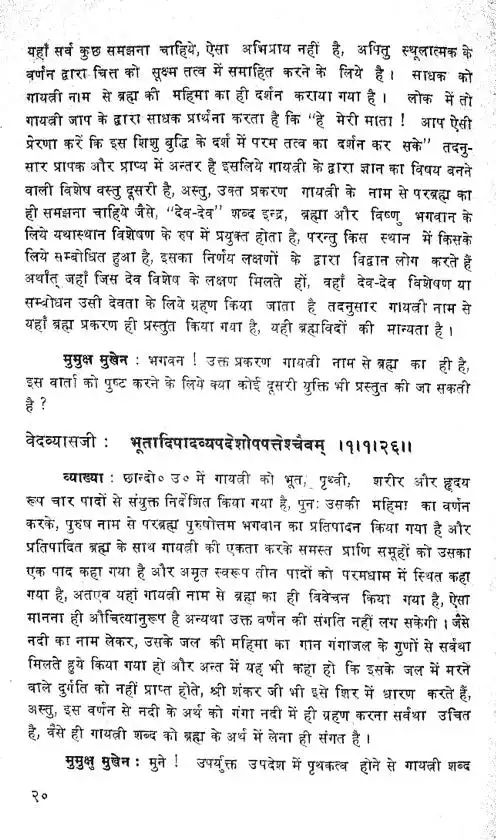 यहाँ सर्व कुछ समझना चाहिये, ऐसा अभिप्राय नहीं है, अपितु स्थूलात्मक के
वर्णन द्वारा चित्त को सूक्ष्म तत्व में समाहित करने के लिये है। साधक को
गायत्री नाम से ब्रह्म की महिमा का ही दर्शन कराया गया है। लोक में तो
गायत्री जाप के द्वारा साधक प्रार्थना करता है कि "हे मेरी माता! आप ऐसी
प्रेरणा करें कि इस शिशु बुद्धि के दर्श में परम तत्व का दर्शन कर सके" तदनु-
सार प्रापक और प्राप्य में अन्तर है इसलिये गायत्री के द्वारा ज्ञान का विषय बनने
वाली विशेष वस्तु दूसरी है, अस्तु, उक्त प्रकरण गायत्री के नाम से परब्रह्म का
ही समझना चाहिये जैसे, "देव-देव" शब्द इन्द्र, ब्रह्मा और विष्णु भगवान के
लिये यथास्थान विशेषण के रुप में प्रयुक्त होता है, परन्तु किस स्थान में किसके
लिये सम्बोधित हुआ है, इसका निर्णय लक्षणों के द्वारा विद्वान लोग करते हैं
अर्थात् जहाँ जिस देव विशेष के लक्षण मिलते हों, वहाँ देव-देव विशेषण या
सम्बोधन उसी देवता के लिये ग्रहण किया जाता है तदनुसार गायत्री नाम से
यहाँ ब्रह्म प्रकरण ही प्रस्तुत किया गया है, यही ब्रह्मविदों की मान्यता है।
मुमुक्ष मुखेन : भगवन! उक्त प्रकरण गायत्री नाम से ब्रह्म का ही है,
इस वार्ता को पुष्ट करने के लिये क्या कोई दूसरी युक्ति भी प्रस्तुत की जा सकती
है ?
वेदव्यासजी : भूतादिपादव्यपदेशोपपत्तेश्चैवम् ।१।१।२६।।
व्याख्या : छान्दो० उ० में गायत्री को भूत, पृथ्वी, शरीर और हृदय
रूप चार पादों से संयुक्त निर्देशित किया गया है, पुनः उसकी महिमा का वर्णन
करके, पुरुष नाम से परब्रह्म पुरुषोत्तम भगवान का प्रतिपादन किया गया है और
प्रतिपादित ब्रह्म के साथ गायत्री की एकता करके समस्त प्राणि समूहों को उसका
एक पाद कहा गया है और अमृत स्वरूप तीन पादों को परमधाम में स्थित कहा
गया है, अतएव यहां गायत्री नाम से ब्रह्म का ही विवेचन किया गया है, ऐसा
मानना ही औचित्यानुरूप है अन्यथा उक्त वर्णन की संगति नहीं लग सकेगी। जैसे
नदी का नाम लेकर, उसके जल की महिमा का गान गंगाजल के गुणों से सर्वथा
मिलते हुये किया गया हो और अन्त में यह भी कहा हो कि इसके जल में मरने
वाले दुर्गति को नहीं प्राप्त होते, श्री शंकर जी भी इसे शिर में धारण करते हैं,
अस्तु, इस वर्णन से नदी के अर्थ को गंगा नदी में ही ग्रहण करना सर्वथा उचित
है, वैसे ही गायत्री शब्द को ब्रह्म के अर्थ में लेना ही संगत है।
मुमुक्षु मुखेन : मुने! उपर्युक्त उपदेश में पृथकत्व होने से गायत्री शब्द
२०